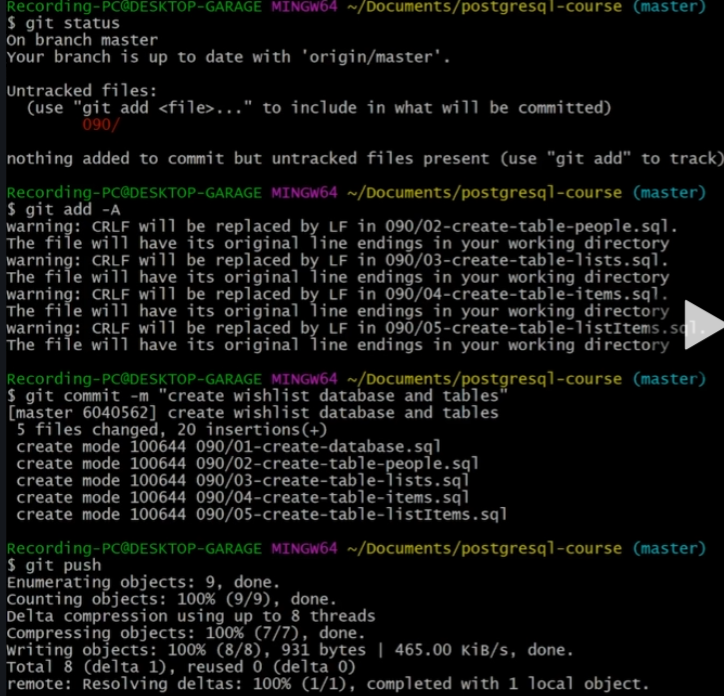 Recording-PC@DESKTOP-GARAGE MINGW64 ~/Documents/postgresql-course (master)
$ git status
On branch master
Your branch is up to date with 'origin/master'.
Untracked files:
(use "git add <file>..." to include in what will be committed)
090/
nothing added to commit but untracked files present (use "git add" to track)
Recording-PC@DESKTOP-GARAGE MINGW64 ~/Documents/postgresql-course (master)
$ git add -A
warning: CRLF will be replaced by LF in 090/02-create-table-people.sql.
The file will have its original line endings in your working directory
warning: CRLF will be replaced by LF in 090/03-create-table-lists.sql.
The file will have its original line endings in your working directory
warning: CRLF will be replaced by LF in 090/04-create-table-items.sql.
The file will have its original line endings in your working directory
warning: CRLF will be replaced by LF in 090/05-create-table-listItems.sql.
The file will have its original line endings in your working directory
Recording-PC@DESKTOP-GARAGE MINGW64 ~/Documents/postgresql-course (master)
$ git commit -m "create wishlist database and tables"
[master 6040562] create wishlist database and tables
5 files changed, 20 insertions(+)
create mode 100644 090/01-create-database.sql
create mode 100644 090/02-create-table-people.sql
create mode 100644 090/03-create-table-lists.sql
create mode 100644 090/04-create-table-items.sql
create mode 100644 090/05-create-table-listItems.sql
Recording-PC@DESKTOP-GARAGE MINGW64 ~/Documents/postgresql-course (master)
$ git push
Enumerating objects: 9, done.
Counting objects: 100% (9/9), done.
Delta compression using up to 8 threads
Compressing objects: 100% (7/7), done.
Writing objects: 100% (8/8), 931 bytes | 465.00 KiB/s, done.
Total 8 (delta 1), reused 0 (delta 0)
remote: Resolving deltas: 100% (1/1), completed with 1 local object.